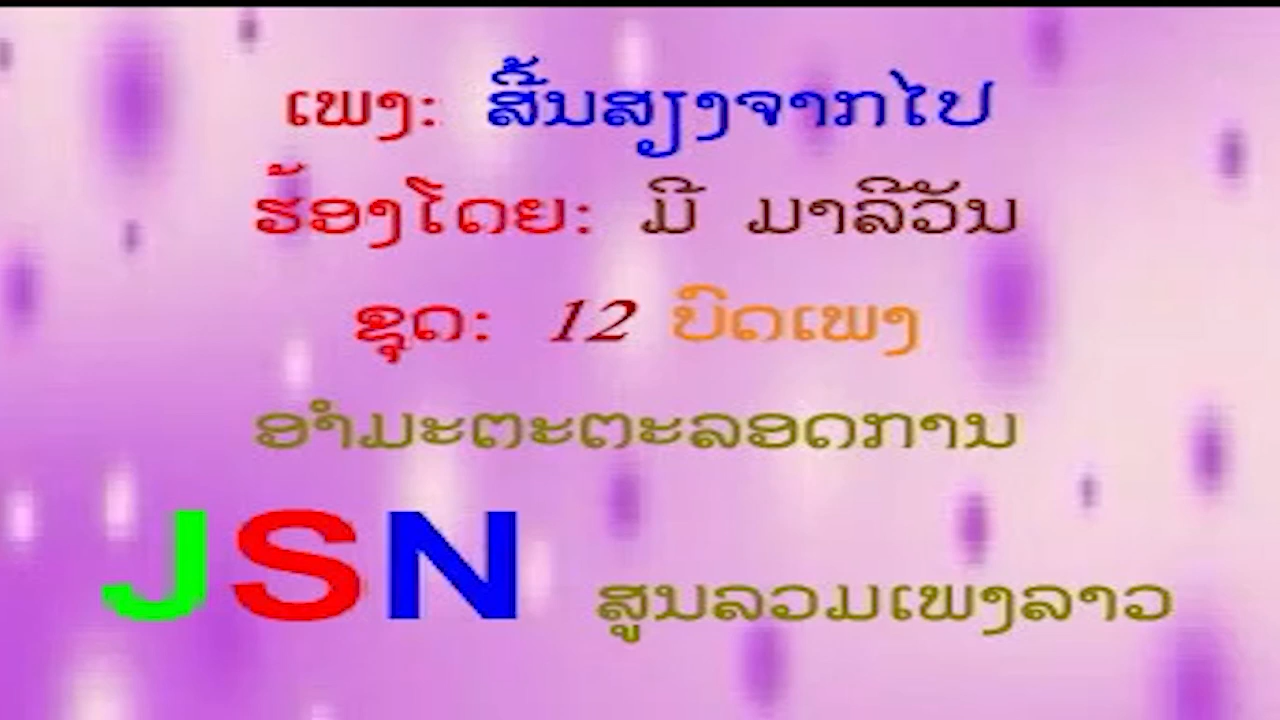 ເພງ: ສີ້ນສຽງຈາກໄປ
ຮ້ອງໂດຍ: ມີ ມາລີວັນ
ຊຸດ: 12 ບົດເພງ
ອຳມະຕະຕະລອດການ
JSN ສູນລວມເພງລາວ